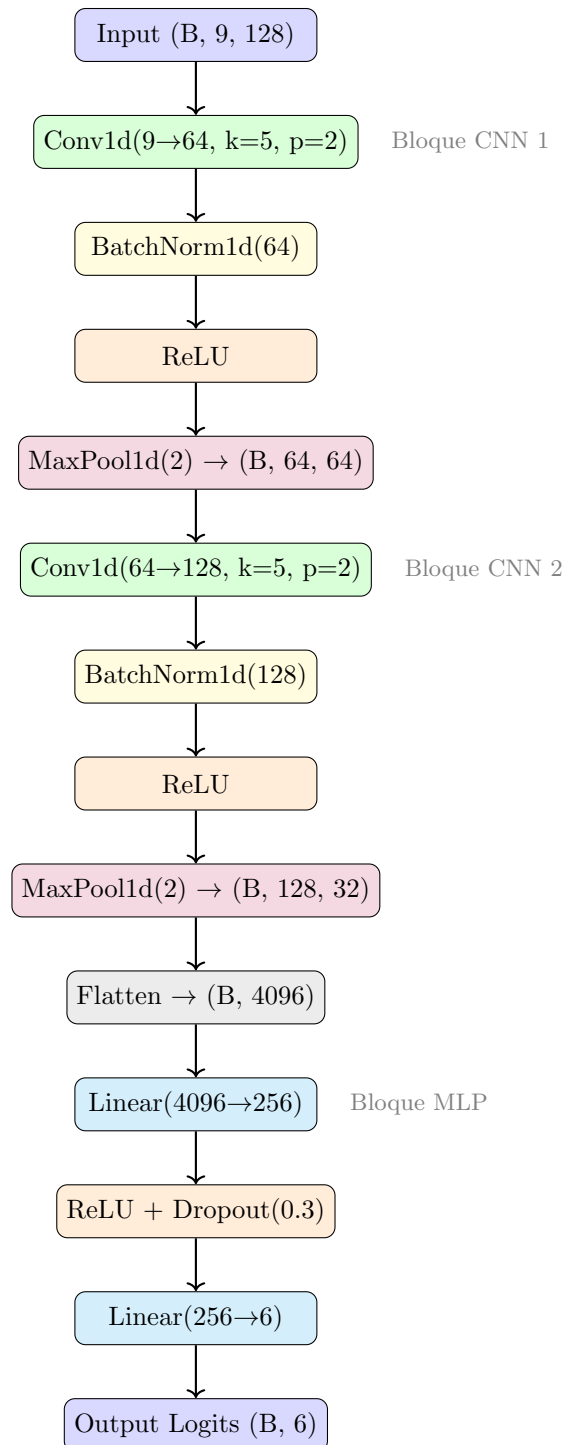 Input (B, 9, 128)
Conv1d(9→64, k=5, p=2)
Bloque CNN 1
BatchNorm1d(64)
ReLU
MaxPool1d(2) → (B, 64, 64)
Conv1d(64→128, k=5, p=2)
Bloque CNN 2
BatchNorm1d(128)
ReLU
MaxPool1d(2) → (B, 128, 32)
Flatten → (B, 4096)
Linear(4096→256)
Bloque MLP
ReLU + Dropout(0.3)
Linear(256→6)
Output Logits (B, 6)